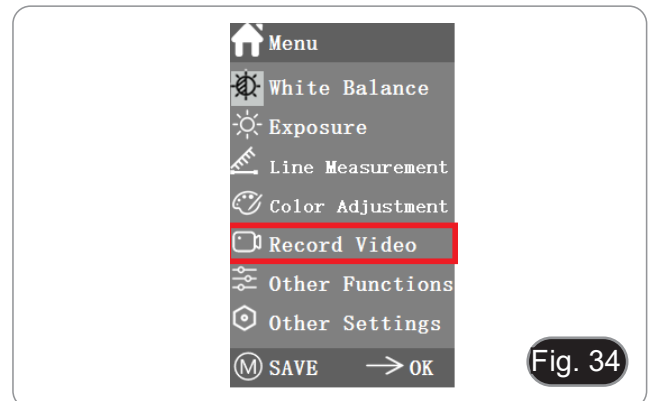 Menu
White Balance
Exposure
Line Measurement
Color Adjustment
Record Video
Other Functions
Other Settings
M SAVE → OK
Fig. 34